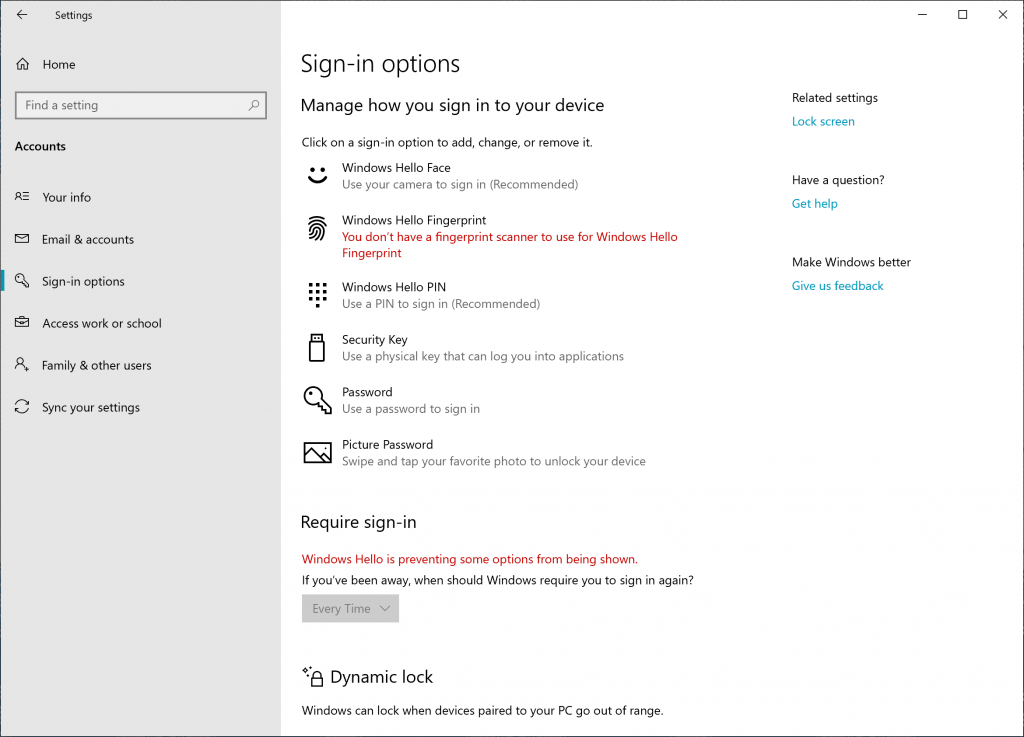 Settings
Home
Find a setting
Accounts
Your info
Email & accounts
Sign-in options
Access work or school
Family & other users
Sync your settings
Sign-in options
Manage how you sign in to your device
Click on a sign-in option to add, change, or remove it.
Windows Hello Face
Use your camera to sign in (Recommended)
Windows Hello Fingerprint
You don't have a fingerprint scanner to use for Windows Hello
Fingerprint
Windows Hello PIN
Use a PIN to sign in (Recommended)
Security Key
Use a physical key that can log you into applications
Password
Use a password to sign in
Picture Password
Swipe and tap your favorite photo to unlock your device
Require sign-in
Windows Hello is preventing some options from being shown.
If you've been away, when should Windows require you to sign in again?
Every Time
Dynamic lock
Windows can lock when devices paired to your PC go out of range.
Related settings
Lock screen
Have a question?
Get help
Make Windows better
Give us feedback